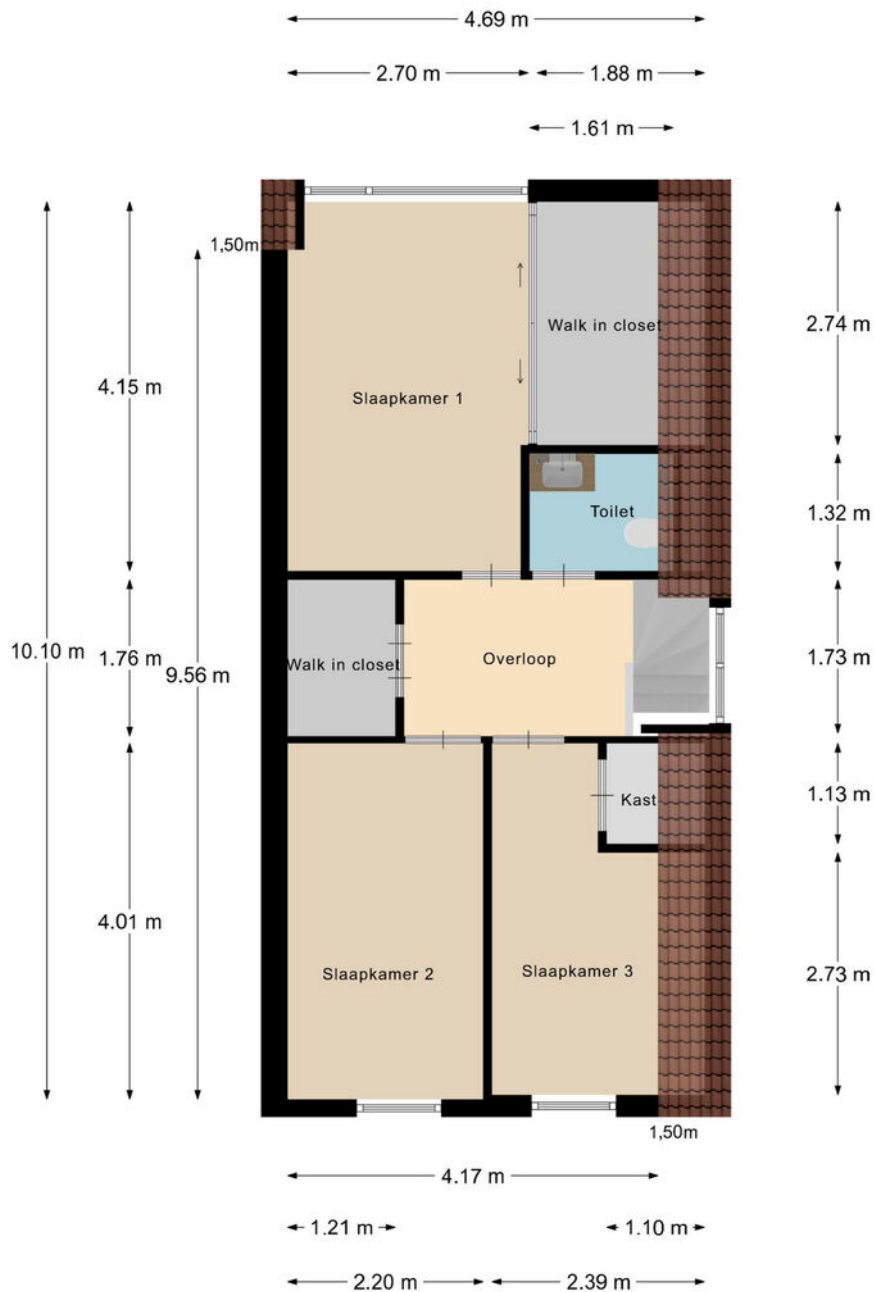 4.69 m
2.70 m
1.88 m
1.61 m
1,50m
Walk in closet
2.74 m
4.15 m
Slaapkamer 1
Toilet
1.32 m
10.10 m
1.76 m
9.56 m
Walk in closet
Overloop
1.73 m
Kast
1.13 m
4.01 m
Slaapkamer 2
Slaapkamer 3
2.73 m
1,50m
4.17 m
1.21 m
1.10 m
2.20 m
2.39 m